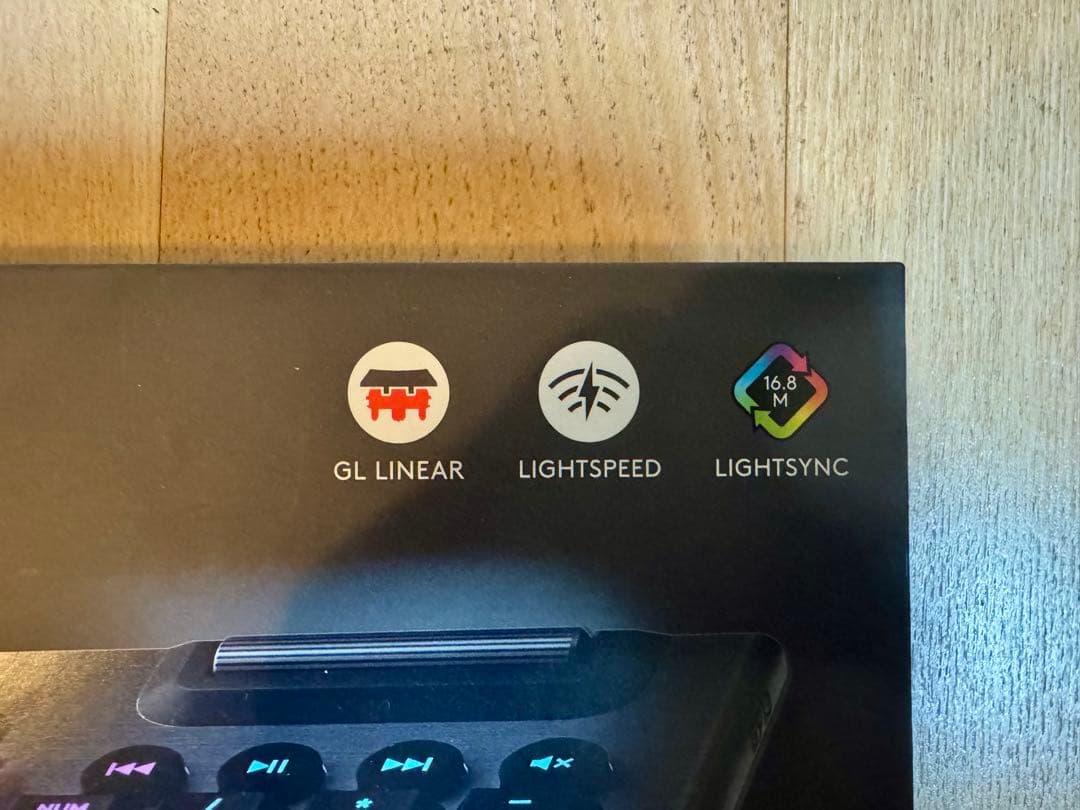 16.8
M
GL LINEAR LIGHTSPEED LIGHTSYNC
NUM / * −